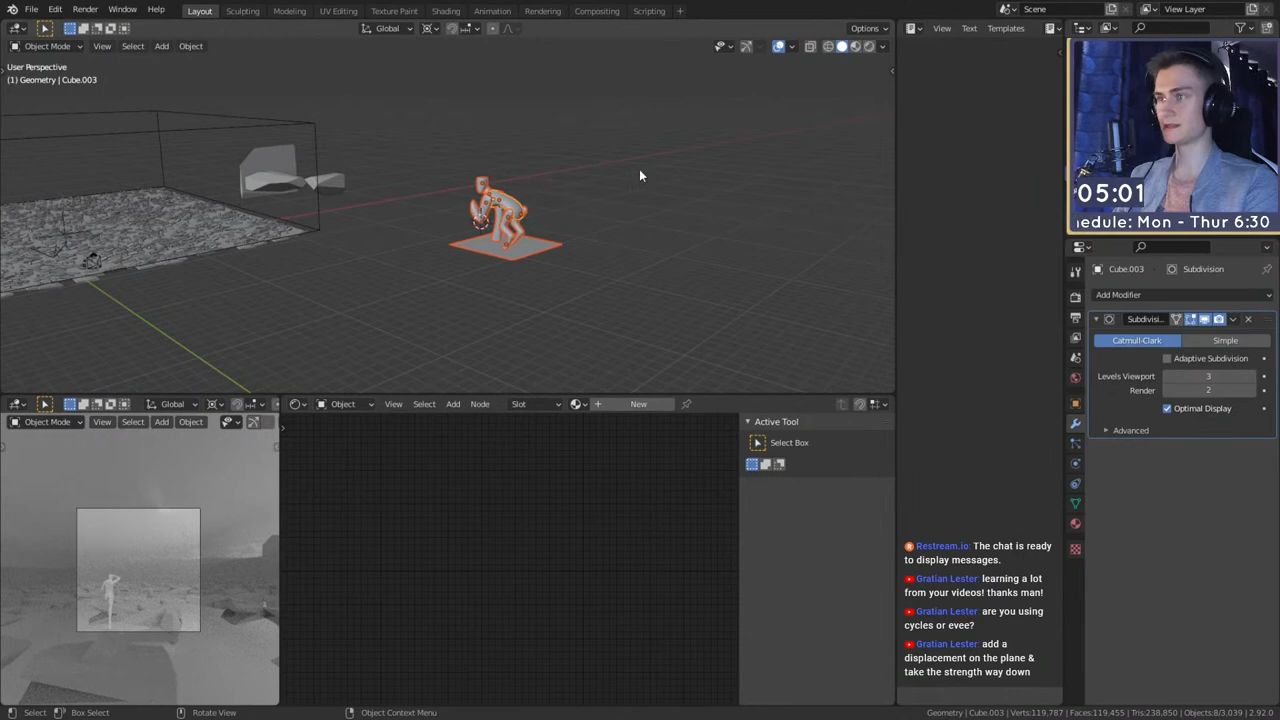 File Edit Render Window Help Layout Sculpting Modeling UV Editing Texture Paint Shading Animation Rendering Compositing Scripting + Scene View Layer
Global Options View Text Templates
Object Mode View Select Add Object
User Perspective
(1) Geometry | Cube.003
05:01
hedule: Mon - Thur 6:30
Cube.003 Subdivision
Add Modifier
Subdivisi...
Catmull-Clark Simple
Adaptive Subdivision
Levels Viewport 3
Render 2
Optimal Display
Advanced
Global Object View Select Add Node Slot New
Object Mode View Select Add Object
Active Tool
Select Box
Restream.io: The chat is ready
to display messages.
Gratian Lester: learning a lot
from your videos! thanks man!
Gratian Lester: are you using
cycles or evee?
Gratian Lester: add a
displacement on the plane &
take the strength way down
Select Box Select Rotate View Object Context Menu Geometry | Cube.003 | Verts:119,787 | Faces:119,455 | Tris:238,850 | Objects:8/3,039 | 2.92.0